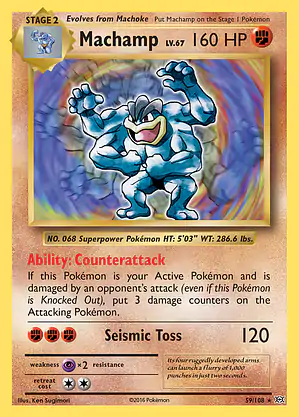 STAGE 2 Evolves from Machoke Put Machamp on the Stage 1 Pokémon
Machamp LV.67 160 HP
NO. 068 Superpower Pokémon HT: 5'03" WT: 286.6 lbs.
Ability: Counterattack
If this Pokémon is your Active Pokémon and is
damaged by an opponent's attack (even if this Pokémon
is Knocked Out), put 3 damage counters on the
Attacking Pokémon.
Seismic Toss 120
weakness ×2 resistance
retreat
cost
Its four ruggedly developed arms
can launch a flurry of 1,000
punches in just two seconds.
Illus. Ken Sugimori ©2016 Pokémon 59/108